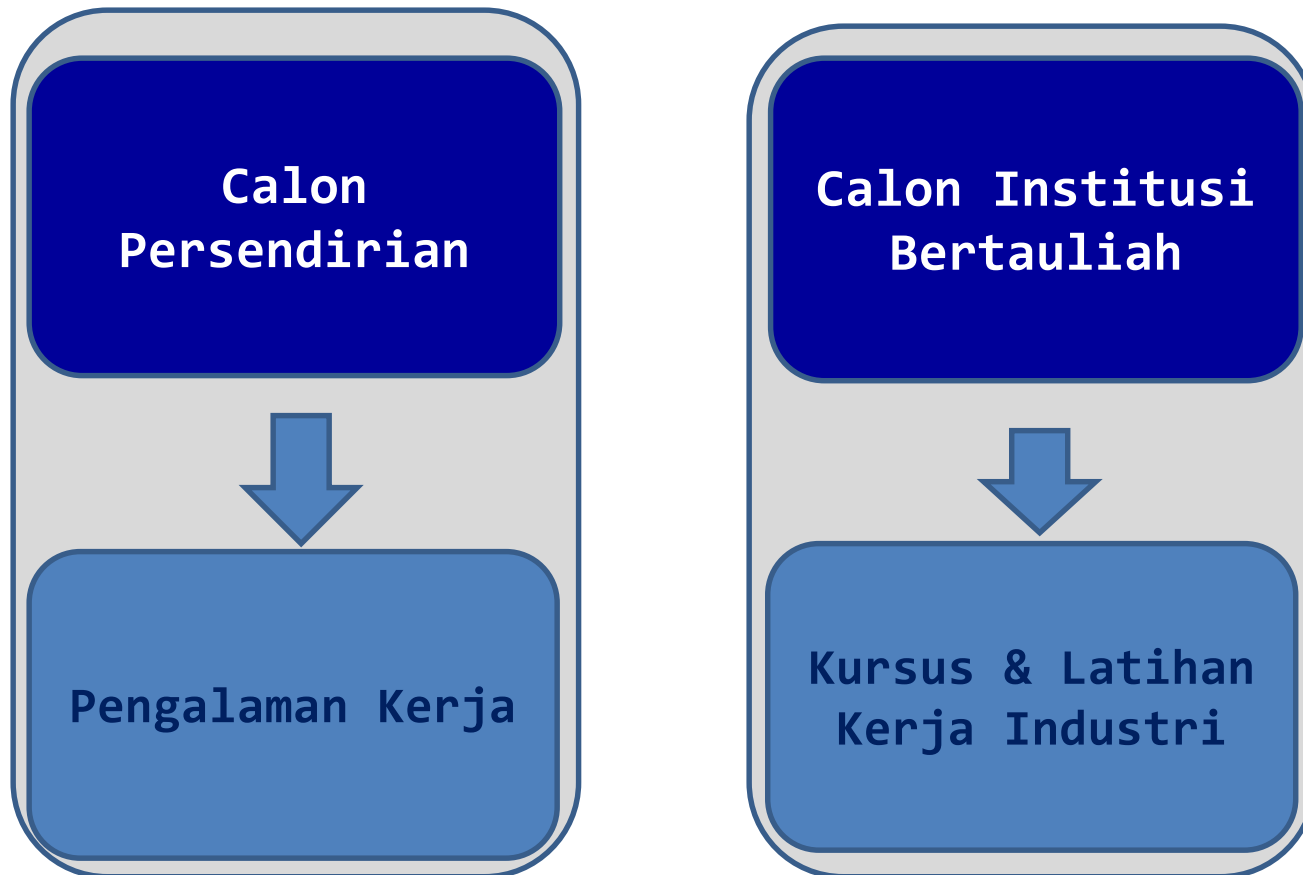 Calon
Persendirian
Pengalaman Kerja
Calon Institusi
Bertauliah
Kursus & Latihan
Kerja Industri